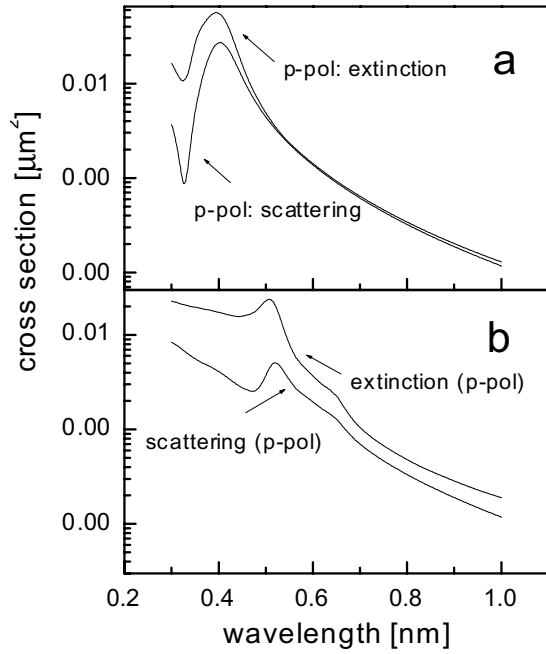 a
p-pol: extinction
0.01
0.00
p-pol: scattering
0.00
cross section [μm²]
b
0.01
extinction (p-pol)
scattering (p-pol)
0.00
0.00
0.2 0.4 0.6 0.8 1.0
wavelength [nm]